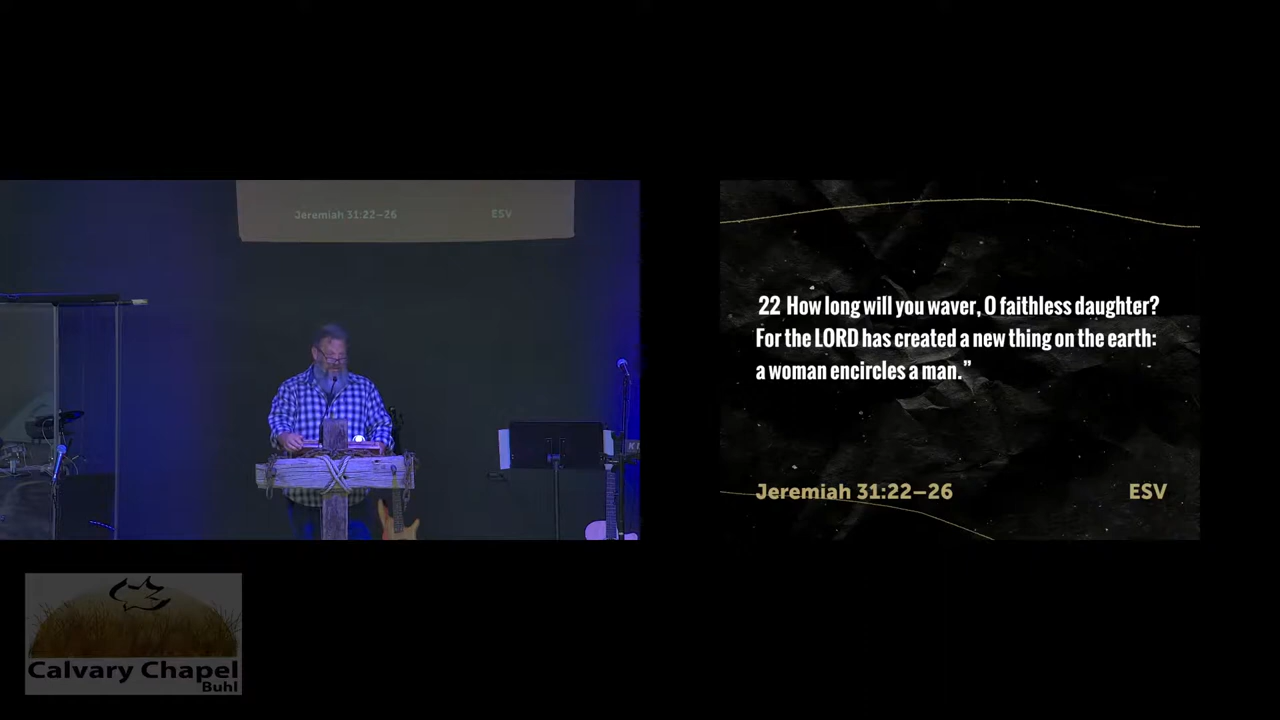 Jeremiah 31:22–26 ESV
22 How long will you waver, O faithless daughter?
For the LORD has created a new thing on the earth:
a woman encircles a man.”
Jeremiah 31:22–26 ESV
Calvary Chapel
Buhl